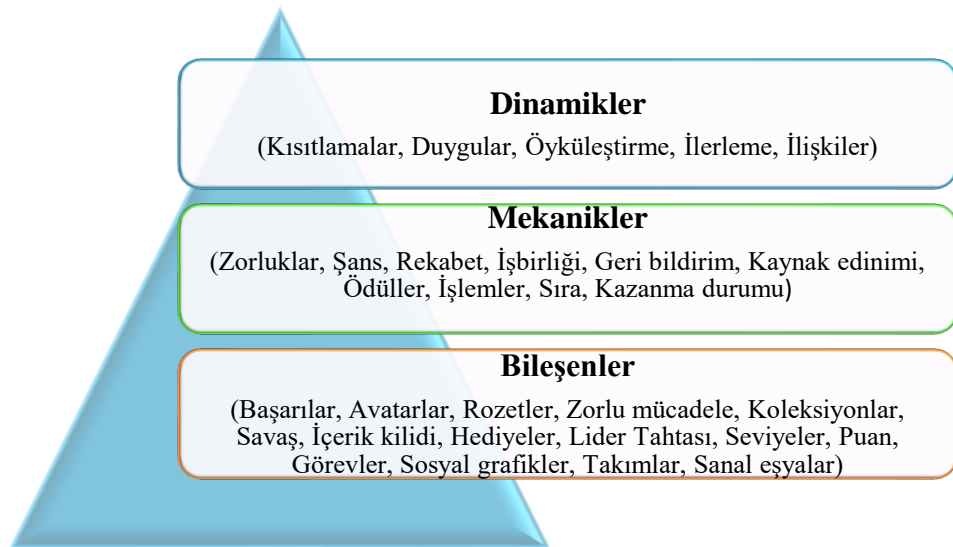 Dinamikler
(Kısıtlamalar, Duygular, Öyküleştirme, İlerleme, İlişkiler)
Mekanikler
(Zorluklar, Şans, Rekabet, İşbirliği, Geri bildirim, Kaynak edinimi,
Ödüller, İşlemler, Sıra, Kazanma durumu)
Bileşenler
(Başarılar, Avatarlar, Rozetler, Zorlu mücadele, Koleksiyonlar,
Savaş, İçerik kilidi, Hediyeler, Lider Tahtası, Seviyeler, Puan,
Görevler, Sosyal grafikler, Takımlar, Sanal eşyalar)